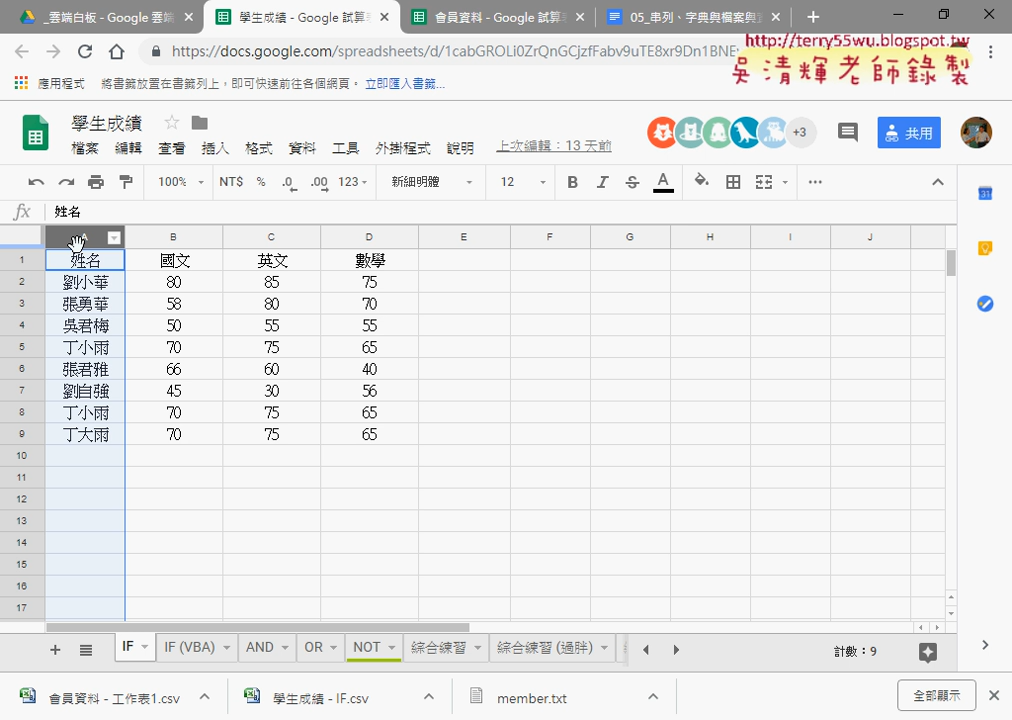 _雲端白板 - Google 雲端
學生成績 - Google 試算
會員資料 - Google 試算
05_串列、字典與檔案與
https://docs.google.com/spreadsheets/d/1cabGROLi0ZrQnGCjzfFabv9uTE8xr9Dn1BNE
http://terry55wu.blogspot.tw
吳清輝老師錄製
應用程式 將書籤放置在書籤列上，即可快速前往各個網頁。 立即匯入書籤...
學生成績
檔案 編輯 查看 插入 格式 資料 工具 外掛程式 說明 上次編輯：13 天前
+3
共用
100% NT$ % .0 .00 123 新細明體 12 B I S A
31
fx 姓名
A B C D E F G H I J
1 姓名 國文 英文 數學
2 劉小華 80 85 75
3 張勇華 58 80 70
4 吳君梅 50 55 55
5 丁小雨 70 75 65
6 張君雅 66 60 40
7 劉自強 45 30 56
8 丁小雨 70 75 65
9 丁大雨 70 75 65
10
11
12
13
14
15
16
17
IF IF (VBA) AND OR NOT 綜合練習 綜合練習 (過胖) 計數：9
會員資料 - 工作表1.csv 學生成績 - IF.csv member.txt 全部顯示